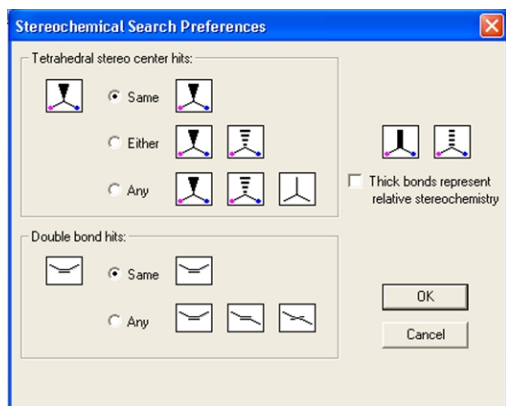 Stereochemical Search Preferences
Tetrahedral stereo center hits:
Same
Either
Any
Thick bonds represent
relative stereochemistry
Double bond hits:
Same
Any
OK
Cancel